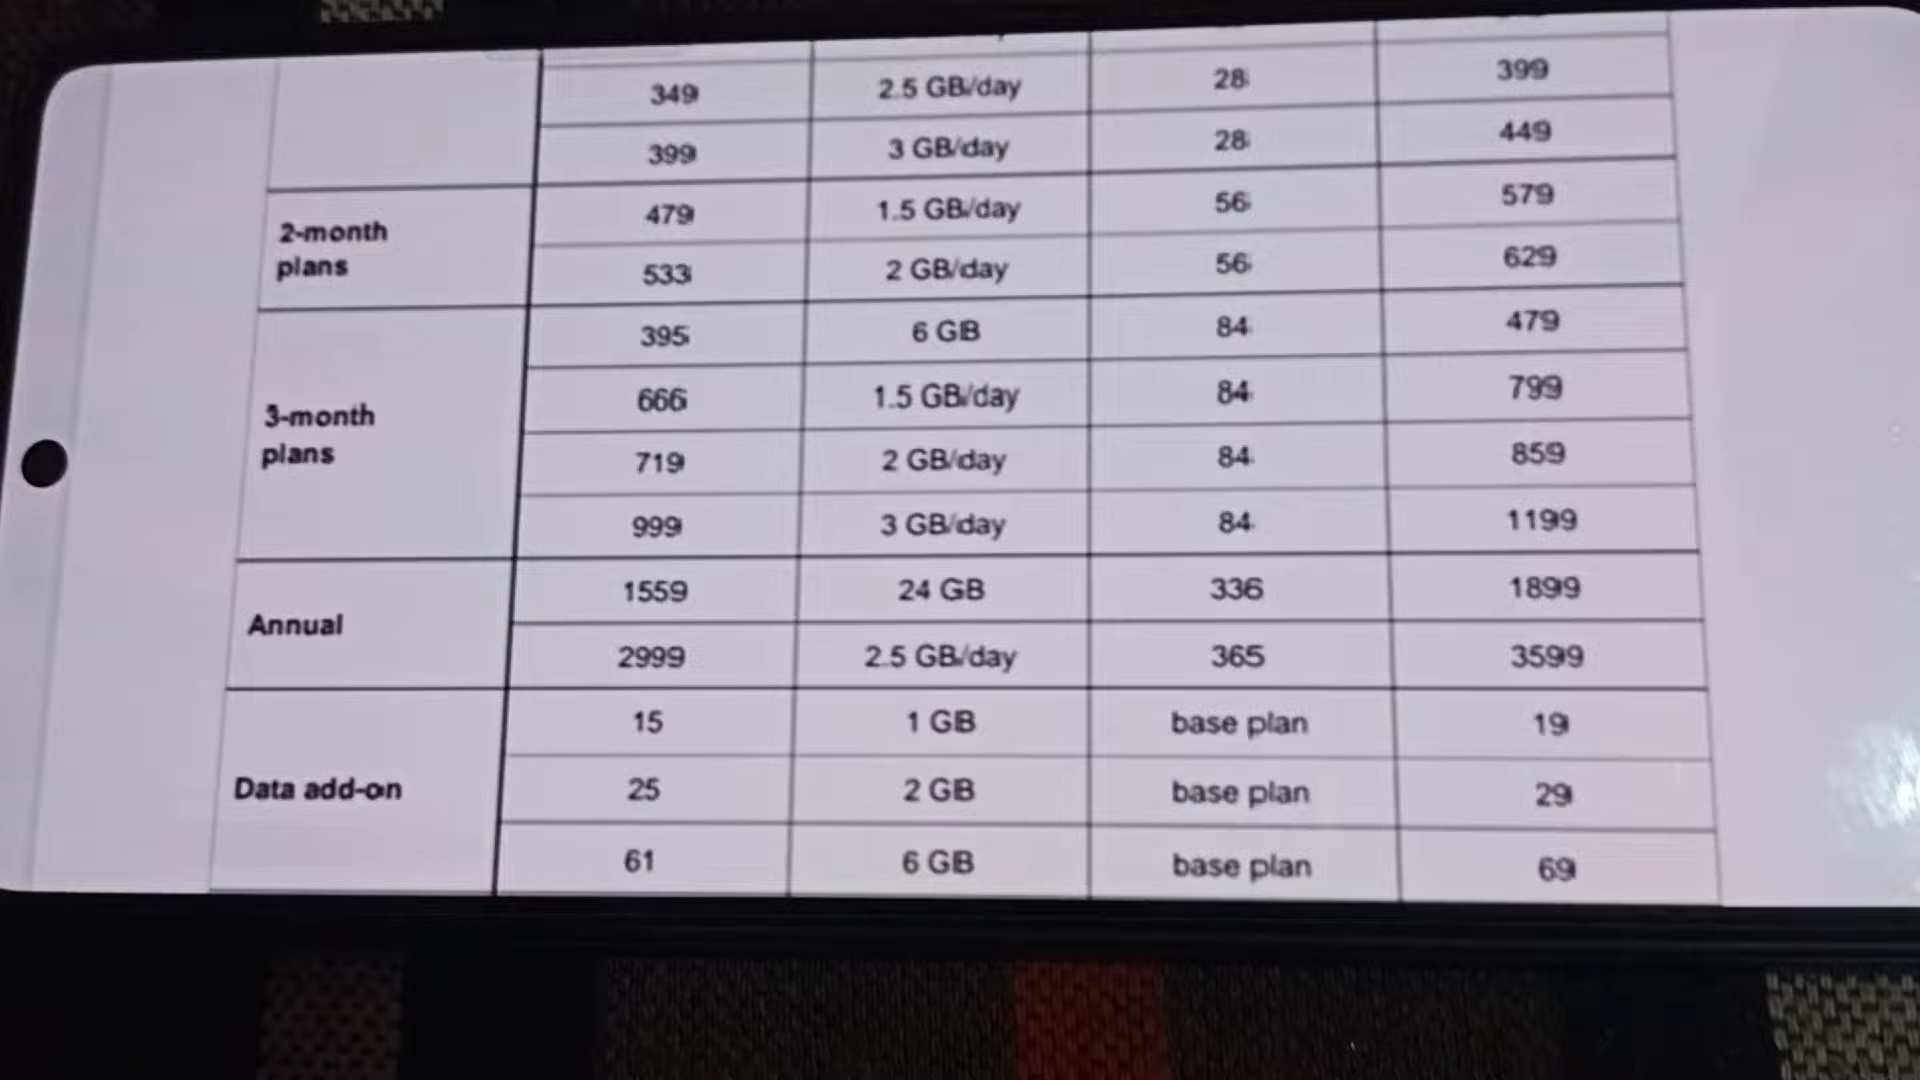 349 2.5 GB/day 28 399
399 3 GB/day 28 449
2-month plans
479 1.5 GB/day 56 579
533 2 GB/day 56 629
3-month plans
395 6 GB 84 479
666 1.5 GB/day 84 799
719 2 GB/day 84 859
999 3 GB/day 84 1199
Annual
1559 24 GB 336 1899
2999 2.5 GB/day 365 3599
Data add-on
15 1 GB base plan 19
25 2 GB base plan 29
61 6 GB base plan 69